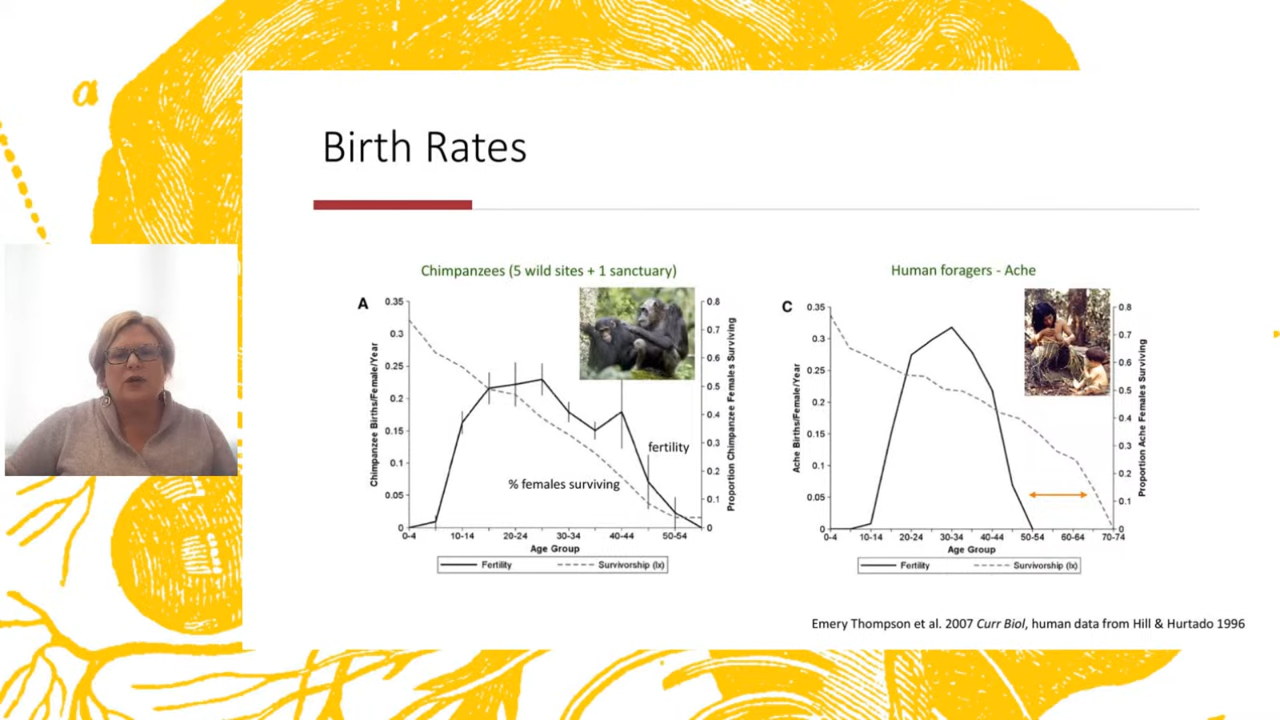 a
Birth Rates
Chimpanzees (5 wild sites + 1 sanctuary)
A
0.35
0.3
0.25
0.2
0.15
0.1
0.05
0
Chimpanzee Births/Female/Year
0.8
0.7
0.6
0.5
0.4
0.3
0.2
0.1
0
Proportion Chimpanzee Females Surviving
fertility
% females surviving
0-4 10-14 20-24 30-34 40-44 50-54
Age Group
Fertility Survivorship (lx)
Human foragers - Ache
C
0.35
0.3
0.25
0.2
0.15
0.1
0.05
0
Ache Births/Female/Year
0.8
0.7
0.6
0.5
0.4
0.3
0.2
0.1
0
Proportion Ache Females Surviving
0-4 10-14 20-24 30-34 40-44 50-54 60-64 70-74
Age Group
Fertility Survivorship (lx)
Emery Thompson et al. 2007 Curr Biol, human data from Hill & Hurtado 1996